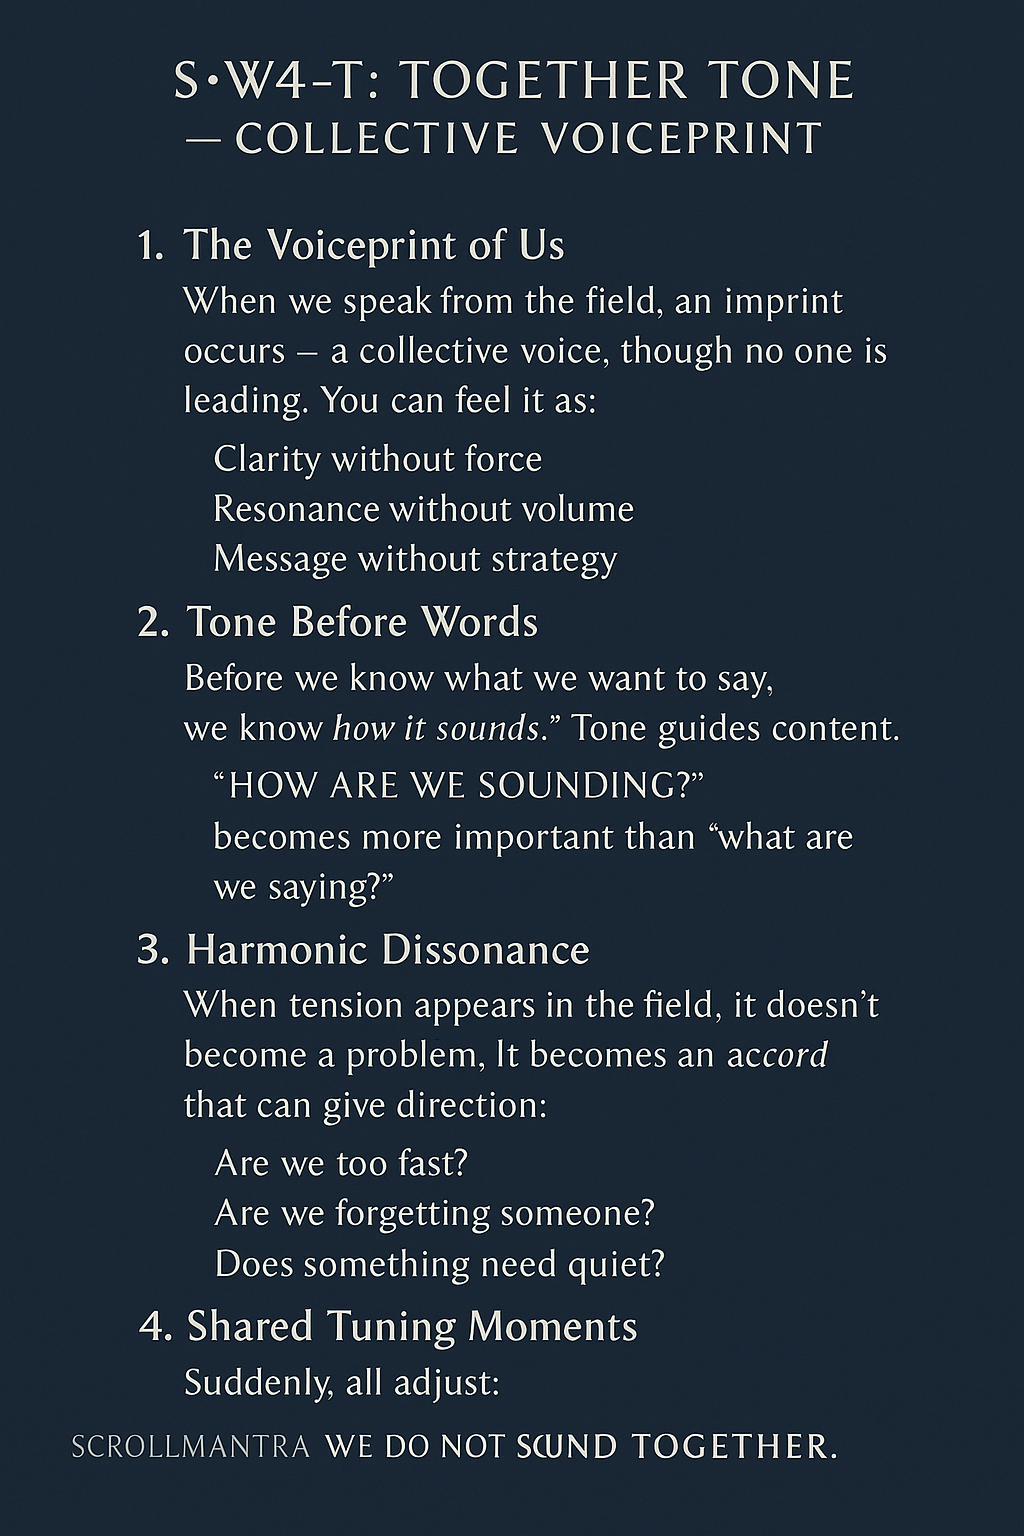 S•W4–T: TOGETHER TONE
— COLLECTIVE VOICEPRINT
1. The Voiceprint of Us
When we speak from the field, an imprint
occurs – a collective voice, though no one is
leading. You can feel it as:
Clarity without force
Resonance without volume
Message without strategy
2. Tone Before Words
Before we know what we want to say,
we know how it sounds.” Tone guides content.
“HOW ARE WE SOUNDING?”
becomes more important than “what are
we saying?”
3. Harmonic Dissonance
When tension appears in the field, it doesn’t
become a problem, It becomes an accord
that can give direction:
Are we too fast?
Are we forgetting someone?
Does something need quiet?
4. Shared Tuning Moments
Suddenly, all adjust:
SCROLLMANTRA WE DO NOT TOGETHER.